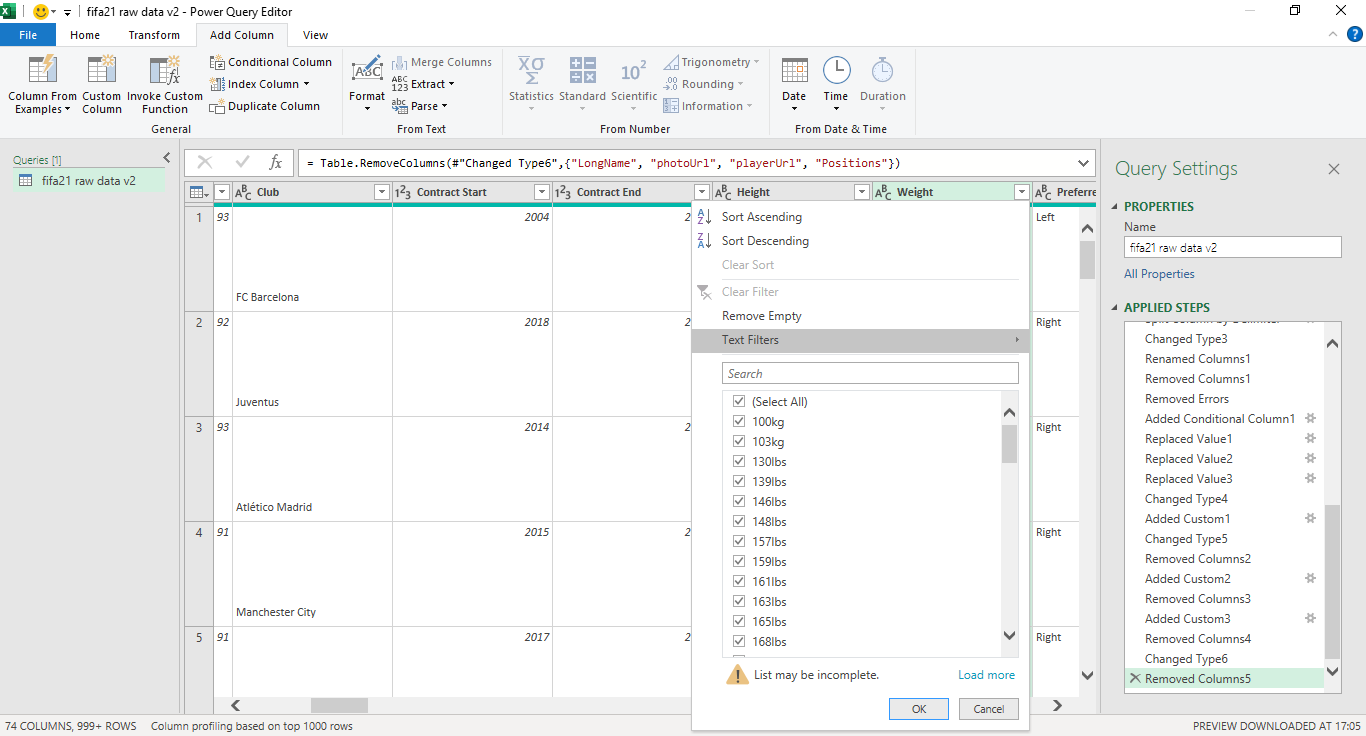 fifa21 raw data v2 - Power Query Editor
File Home Transform Add Column View
Column From Examples
Custom Column
Invoke Custom Function
Conditional Column
Index Column
Duplicate Column
General
Format
Merge Columns
Extract
Parse
From Text
Statistics
Standard
Scientific
Trigonometry
Rounding
Information
From Number
Date
Time
Duration
From Date & Time
Queries [1]
fifa21 raw data v2
= Table.RemoveColumns(#"Changed Type6",{"LongName", "photoUrl", "playerUrl", "Positions"})
Club Contract Start Contract End Height Weight Preferre
1 93 FC Barcelona 2004 2 Left
2 92 Juventus 2018 2 Right
3 93 Atlético Madrid 2014 2 Right
4 91 Manchester City 2015 2 Right
5 91 2017 2 Right
Sort Ascending
Sort Descending
Clear Sort
Clear Filter
Remove Empty
Text Filters
Search
(Select All)
100kg
103kg
130lbs
139lbs
146lbs
148lbs
157lbs
159lbs
161lbs
163lbs
165lbs
168lbs
List may be incomplete. Load more
OK Cancel
Query Settings
PROPERTIES
Name
fifa21 raw data v2
All Properties
APPLIED STEPS
Split Column by Delimiter
Changed Type3
Renamed Columns1
Removed Columns1
Removed Errors
Added Conditional Column1
Replaced Value1
Replaced Value2
Replaced Value3
Changed Type4
Added Custom1
Changed Type5
Removed Columns2
Added Custom2
Removed Columns3
Added Custom3
Removed Columns4
Changed Type6
Removed Columns5
74 COLUMNS, 999+ ROWS Column profiling based on top 1000 rows PREVIEW DOWNLOADED AT 17:05